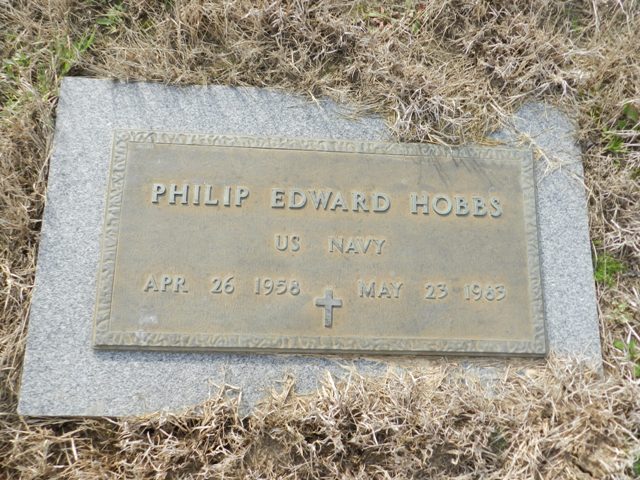 PHILIP EDWARD HOBBS
US NAVY
APR 26 1958 MAY 23 1983